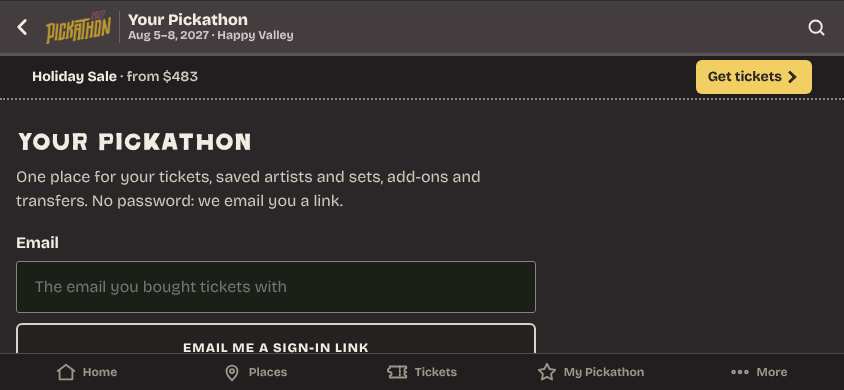 PICKATHON
Your Pickathon
Aug 5–8, 2027 · Happy Valley
Holiday Sale · from $483
Get tickets
YOUR PICKATHON
One place for your tickets, saved artists and sets, add-ons and
transfers. No password: we email you a link.
Email
The email you bought tickets with
EMAIL ME A SIGN-IN LINK
Home
Places
Tickets
My Pickathon
More